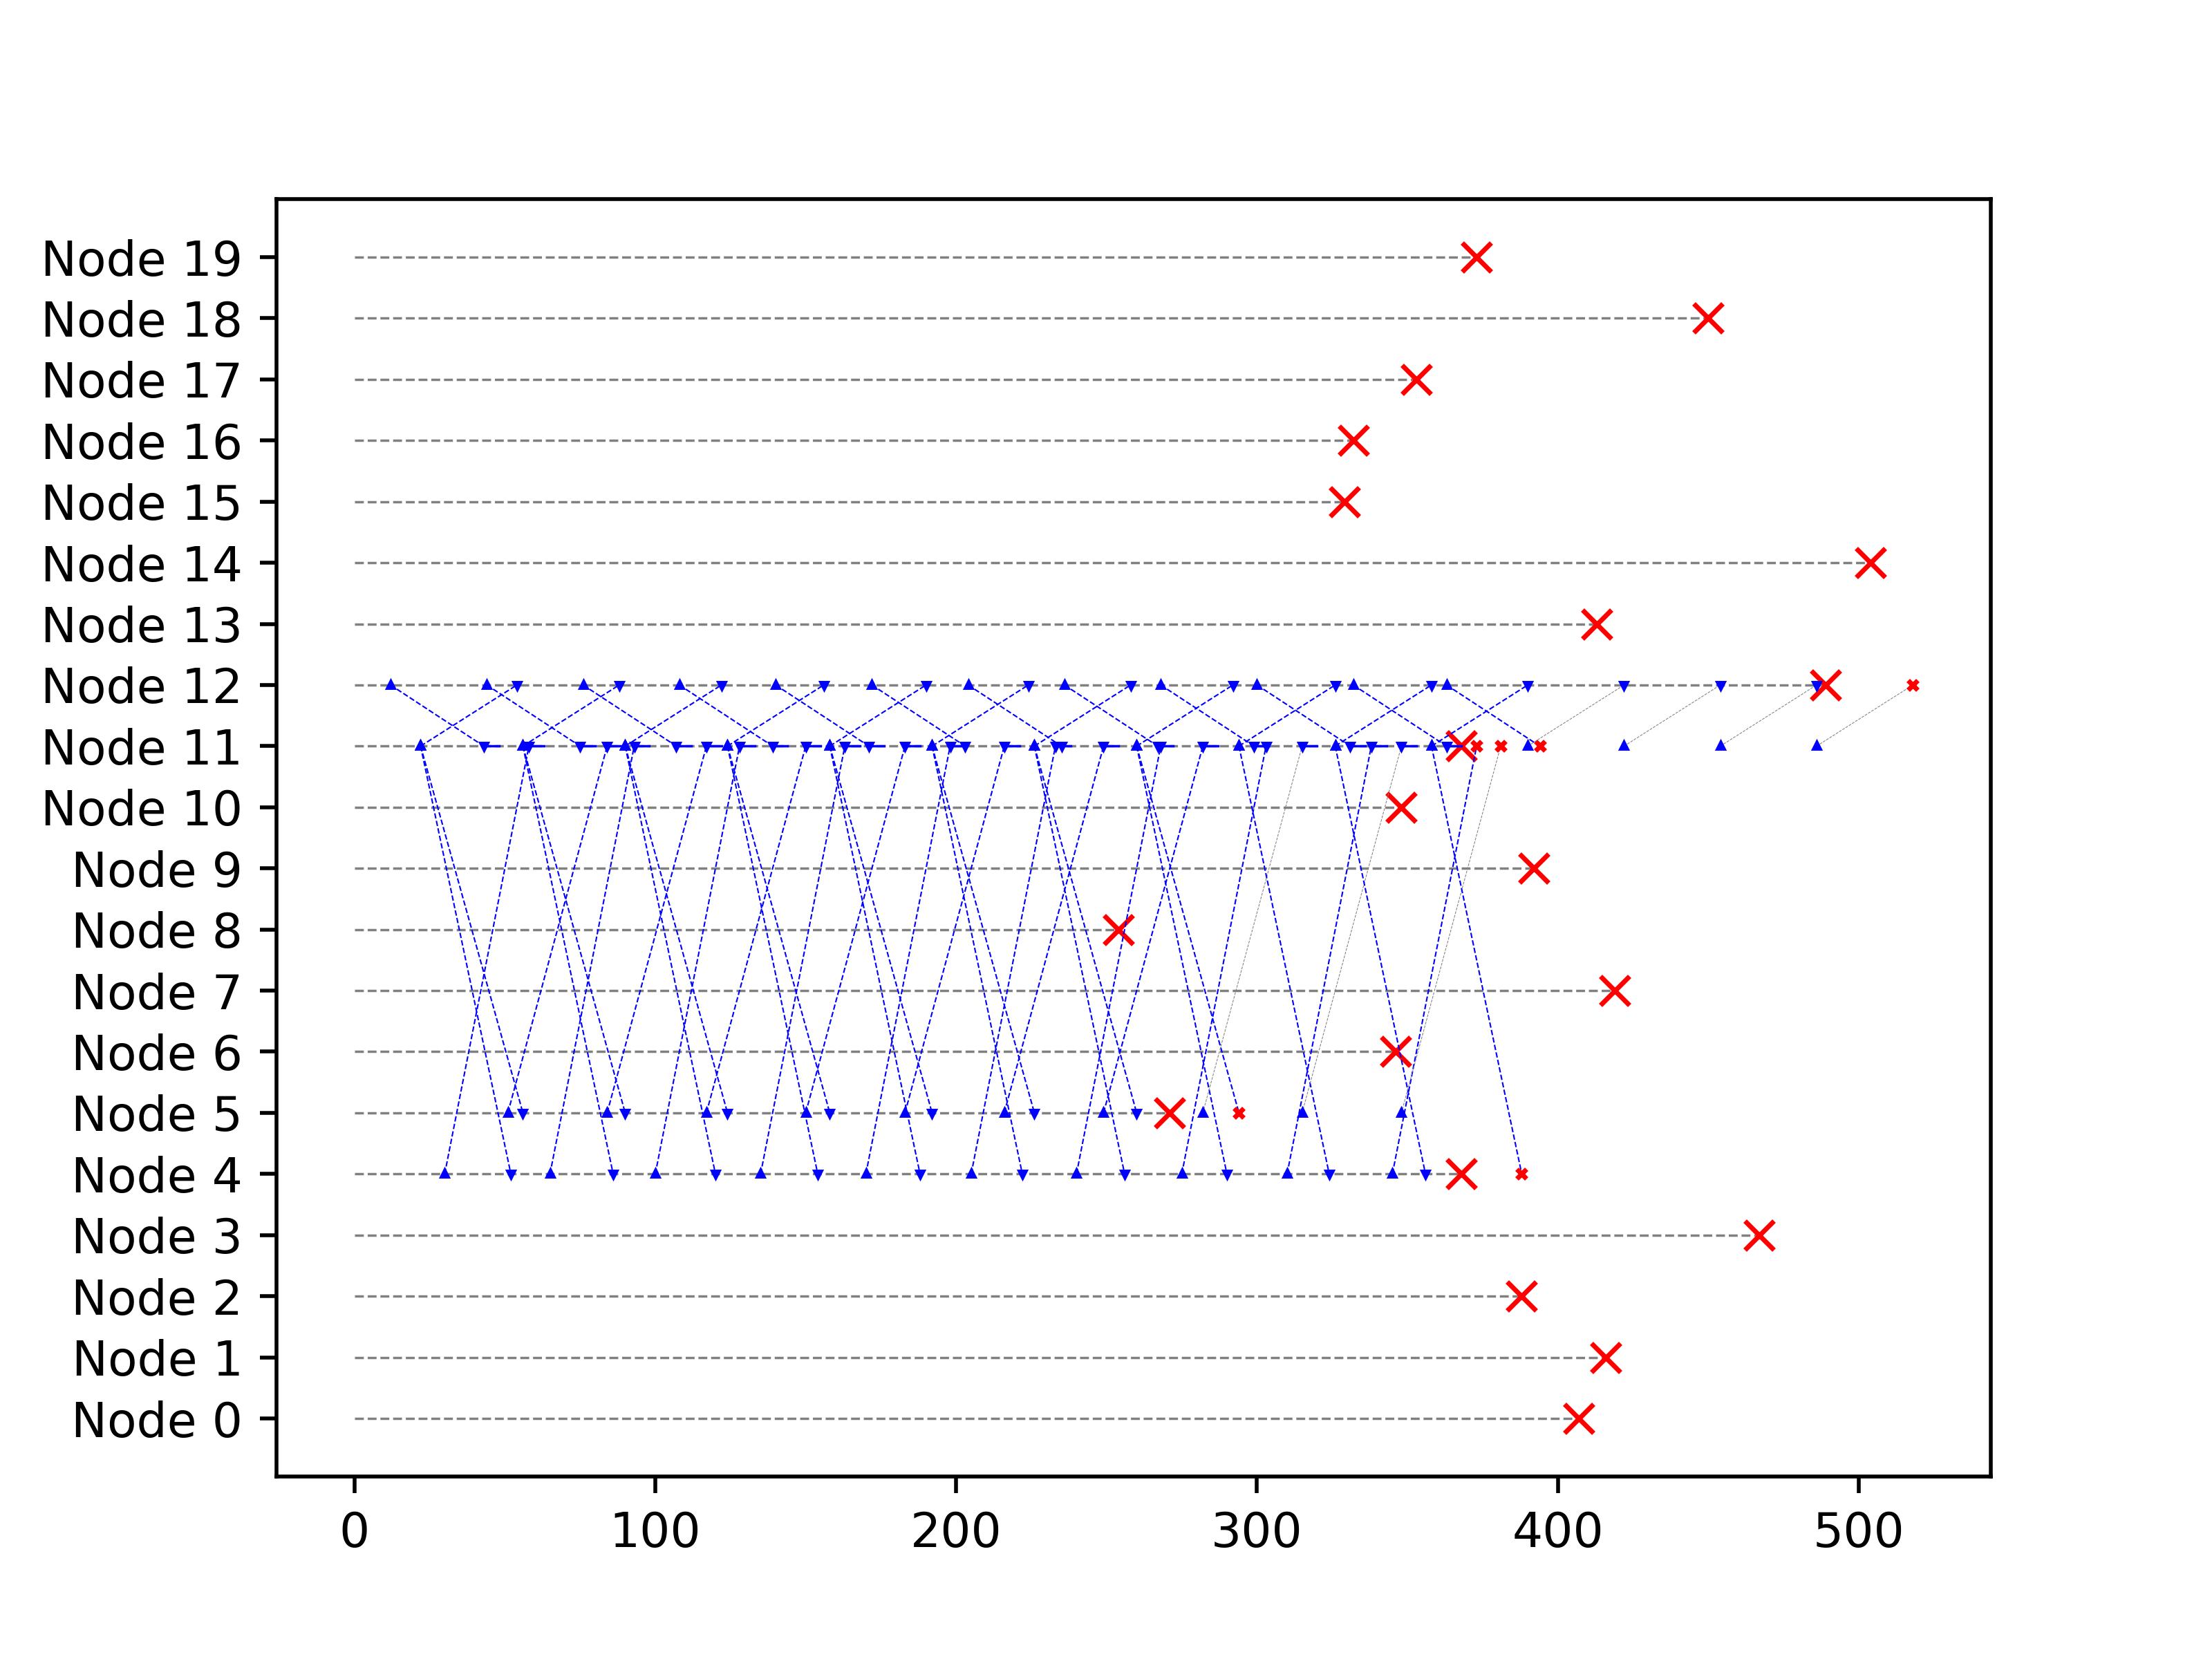 Node 19
Node 18
Node 17
Node 16
Node 15
Node 14
Node 13
Node 12
Node 11
Node 10
Node 9
Node 8
Node 7
Node 6
Node 5
Node 4
Node 3
Node 2
Node 1
Node 0
0 100 200 300 400 500